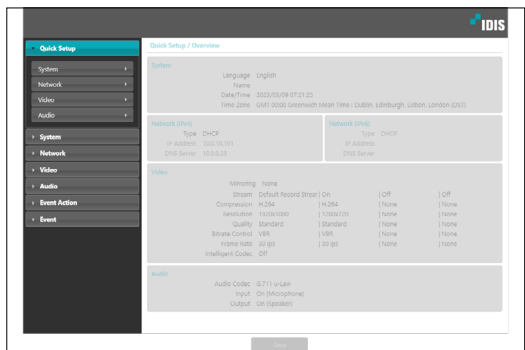 IDIS
Quick Setup
System
Network
Video
Audio
System
Network
Video
Audio
Event Action
Event
Quick Setup / Overview
System
Language English
Name
Date/Time 2023/03/09 07:21:25
Time Zone GMT 0000 Greenwich Mean Time : Dublin, Edinburgh, Lisbon, London (DST)
Network (IPv4)
Type DHCP
IP Address
DNS Server
Network (IPv6)
Type DHCP
IP Address
DNS Server
Video
Mirroring None
Stream Default Record Stream | On | Off | Off
Compression H.264 | H.264 | None | None
Resolution 1920x1080 | 1280x720 | None | None
Quality Standard | Standard | None | None
Bitrate Control VBR | VBR | None | None
Frame Rate 30 ips | 30 ips | None | None
Intelligent Codec Off
Audio
Audio Codec G.711 u-Law
Input On (Microphone)
Output On (Speaker)
Save